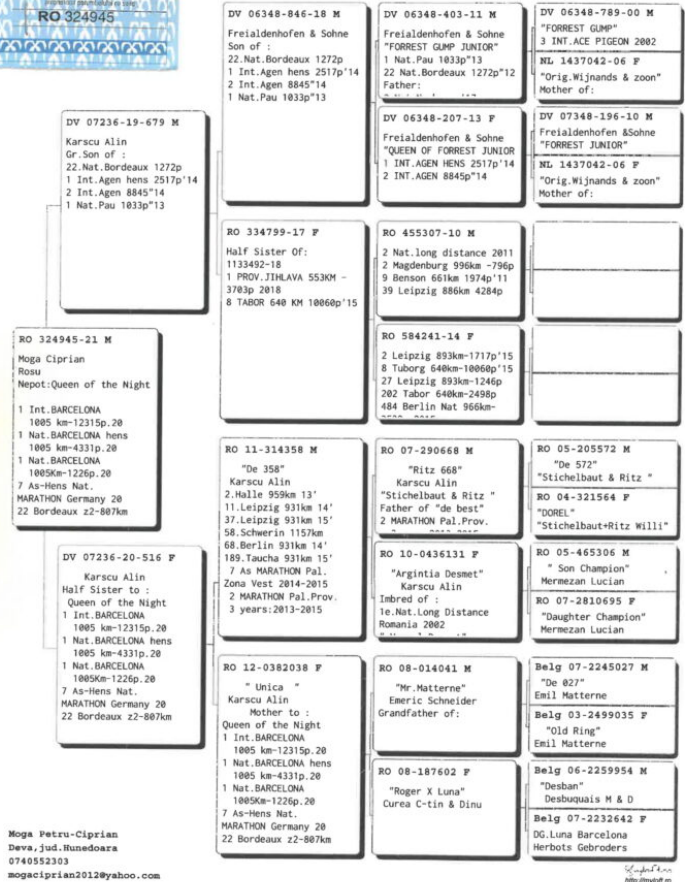 RO 324945
RO 324945-21 M
Moga Ciprian
Rosu
Nepot:Queen of the Night
1 Int.BARCELONA
1005 km-12315p.20
1 Nat.BARCELONA hens
1005 km-4331p.20
1 Nat.BARCELONA
1005Km-1226p.20
7 As-Hens Nat.
MARATHON Germany 20
22 Bordeaux z2-807km
DV 07236-19-679 M
Karscu Alin
Gr.Son of :
22.Nat.Bordeaux 1272p
1 Int.Agen hens 2517p'14
2 Int.Agen 8845"14
1 Nat.Pau 1033p"13
DV 07236-20-516 F
Karscu Alin
Half Sister to :
Queen of the Night
1 Int.BARCELONA
1005 km-12315p.20
1 Nat.BARCELONA hens
1005 km-4331p.20
1 Nat.BARCELONA
1005Km-1226p.20
7 As-Hens Nat.
MARATHON Germany 20
22 Bordeaux z2-807km
DV 06348-846-18 M
Freialdenhofen & Sohne
Son of :
22.Nat.Bordeaux 1272p
1 Int.Agen hens 2517p'14
2 Int.Agen 8845p"14
1 Nat.Pau 1033p"13
RO 334799-17 F
Half Sister Of:
1133492-18
1 PROV.JIHLAVA 553KM -
3703p 2018
8 TABOR 640 KM 10060p'15
RO 11-314358 M
"De 358"
Karscu Alin
2.Halle 959km 13'
11.Leipzig 931km 14'
37.Leipzig 931km 15'
58.Schwerin 1157km
68.Berlin 931km 14'
189.Taucha 931km 15'
7 As MARATHON Pal.
Zona Vest 2014-2015
2 MARATHON Pal.Prov.
3 years:2013-2015
RO 12-0382038 F
" Unica "
Karscu Alin
Mother to :
Queen of the Night
1 Int.BARCELONA
1005 km-12315p.20
1 Nat.BARCELONA hens
1005 km-4331p.20
1 Nat.BARCELONA
1005Km-1226p.20
7 As-Hens Nat.
MARATHON Germany 20
22 Bordeaux z2-807km
DV 06348-403-11 M
Freialdenhofen & Sohne
"FORREST GUMP JUNIOR"
1 Nat.Pau 1033p"13
22 Nat.Bordeaux 1272p"12
Father:
DV 06348-207-13 F
Freialdenhofen & Sohne
"QUEEN OF FORREST JUNIOR
1 INT.AGEN HENS 2517p'14
2 INT.AGEN 8845p"14
RO 455307-10 M
2 Nat.long distance 2011
2 Magdenburg 996km -796p
9 Benson 661km 1974p'11
39 Leipzig 886km 4284p
RO 584241-14 F
2 Leipzig 893km-1717p'15
8 Tuborg 640km-10060p'15
27 Leipzig 893km-1246p
202 Tabor 640km-2498p
484 Berlin Nat 966km-
RO 07-290668 M
"Ritz 668"
Karscu Alin
"Stichelbaut & Ritz "
Father of "de best"
2 MARATHON Pal.Prov.
RO 10-0436131 F
"Argintia Desmet"
Karscu Alin
Inbred of :
1e.Nat.Long Distance
Romania 2002
RO 08-014041 M
"Mr.Matterne"
Emeric Schneider
Grandfather of:
RO 08-187602 F
"Roger X Luna"
Curea C-tin & Dinu
DV 06348-789-00 M
"FORREST GUMP"
3 INT.ACE PIGEON 2002
NL 1437042-06 F
"Orig.Wijnands & zoon"
Mother of:
DV 07348-196-10 M
Freialdenhofen &Sohne
"FORREST JUNIOR"
NL 1437042-06 F
"Orig.Wijnands & zoon"
Mother of:
RO 05-205572 M
"De 572"
"Stichelbaut & Ritz "
RO 04-321564 F
"DOREL"
"Stichelbaut+Ritz Willi"
RO 05-465306 M
" Son Champion"
Mermezan Lucian
RO 07-2810695 F
"Daughter Champion"
Mermezan Lucian
Belg 07-2245027 M
"De 027"
Emil Matterne
Belg 03-2499035 F
"Old Ring"
Emil Matterne
Belg 06-2259954 M
"Desban"
Desbuquais M & D
Belg 07-2232642 F
DG.Luna Barcelona
Herbots Gebroders
Moga Petru-Ciprian
Deva,jud.Hunedoara
0740552303
mogaciprian2012@yahoo.com